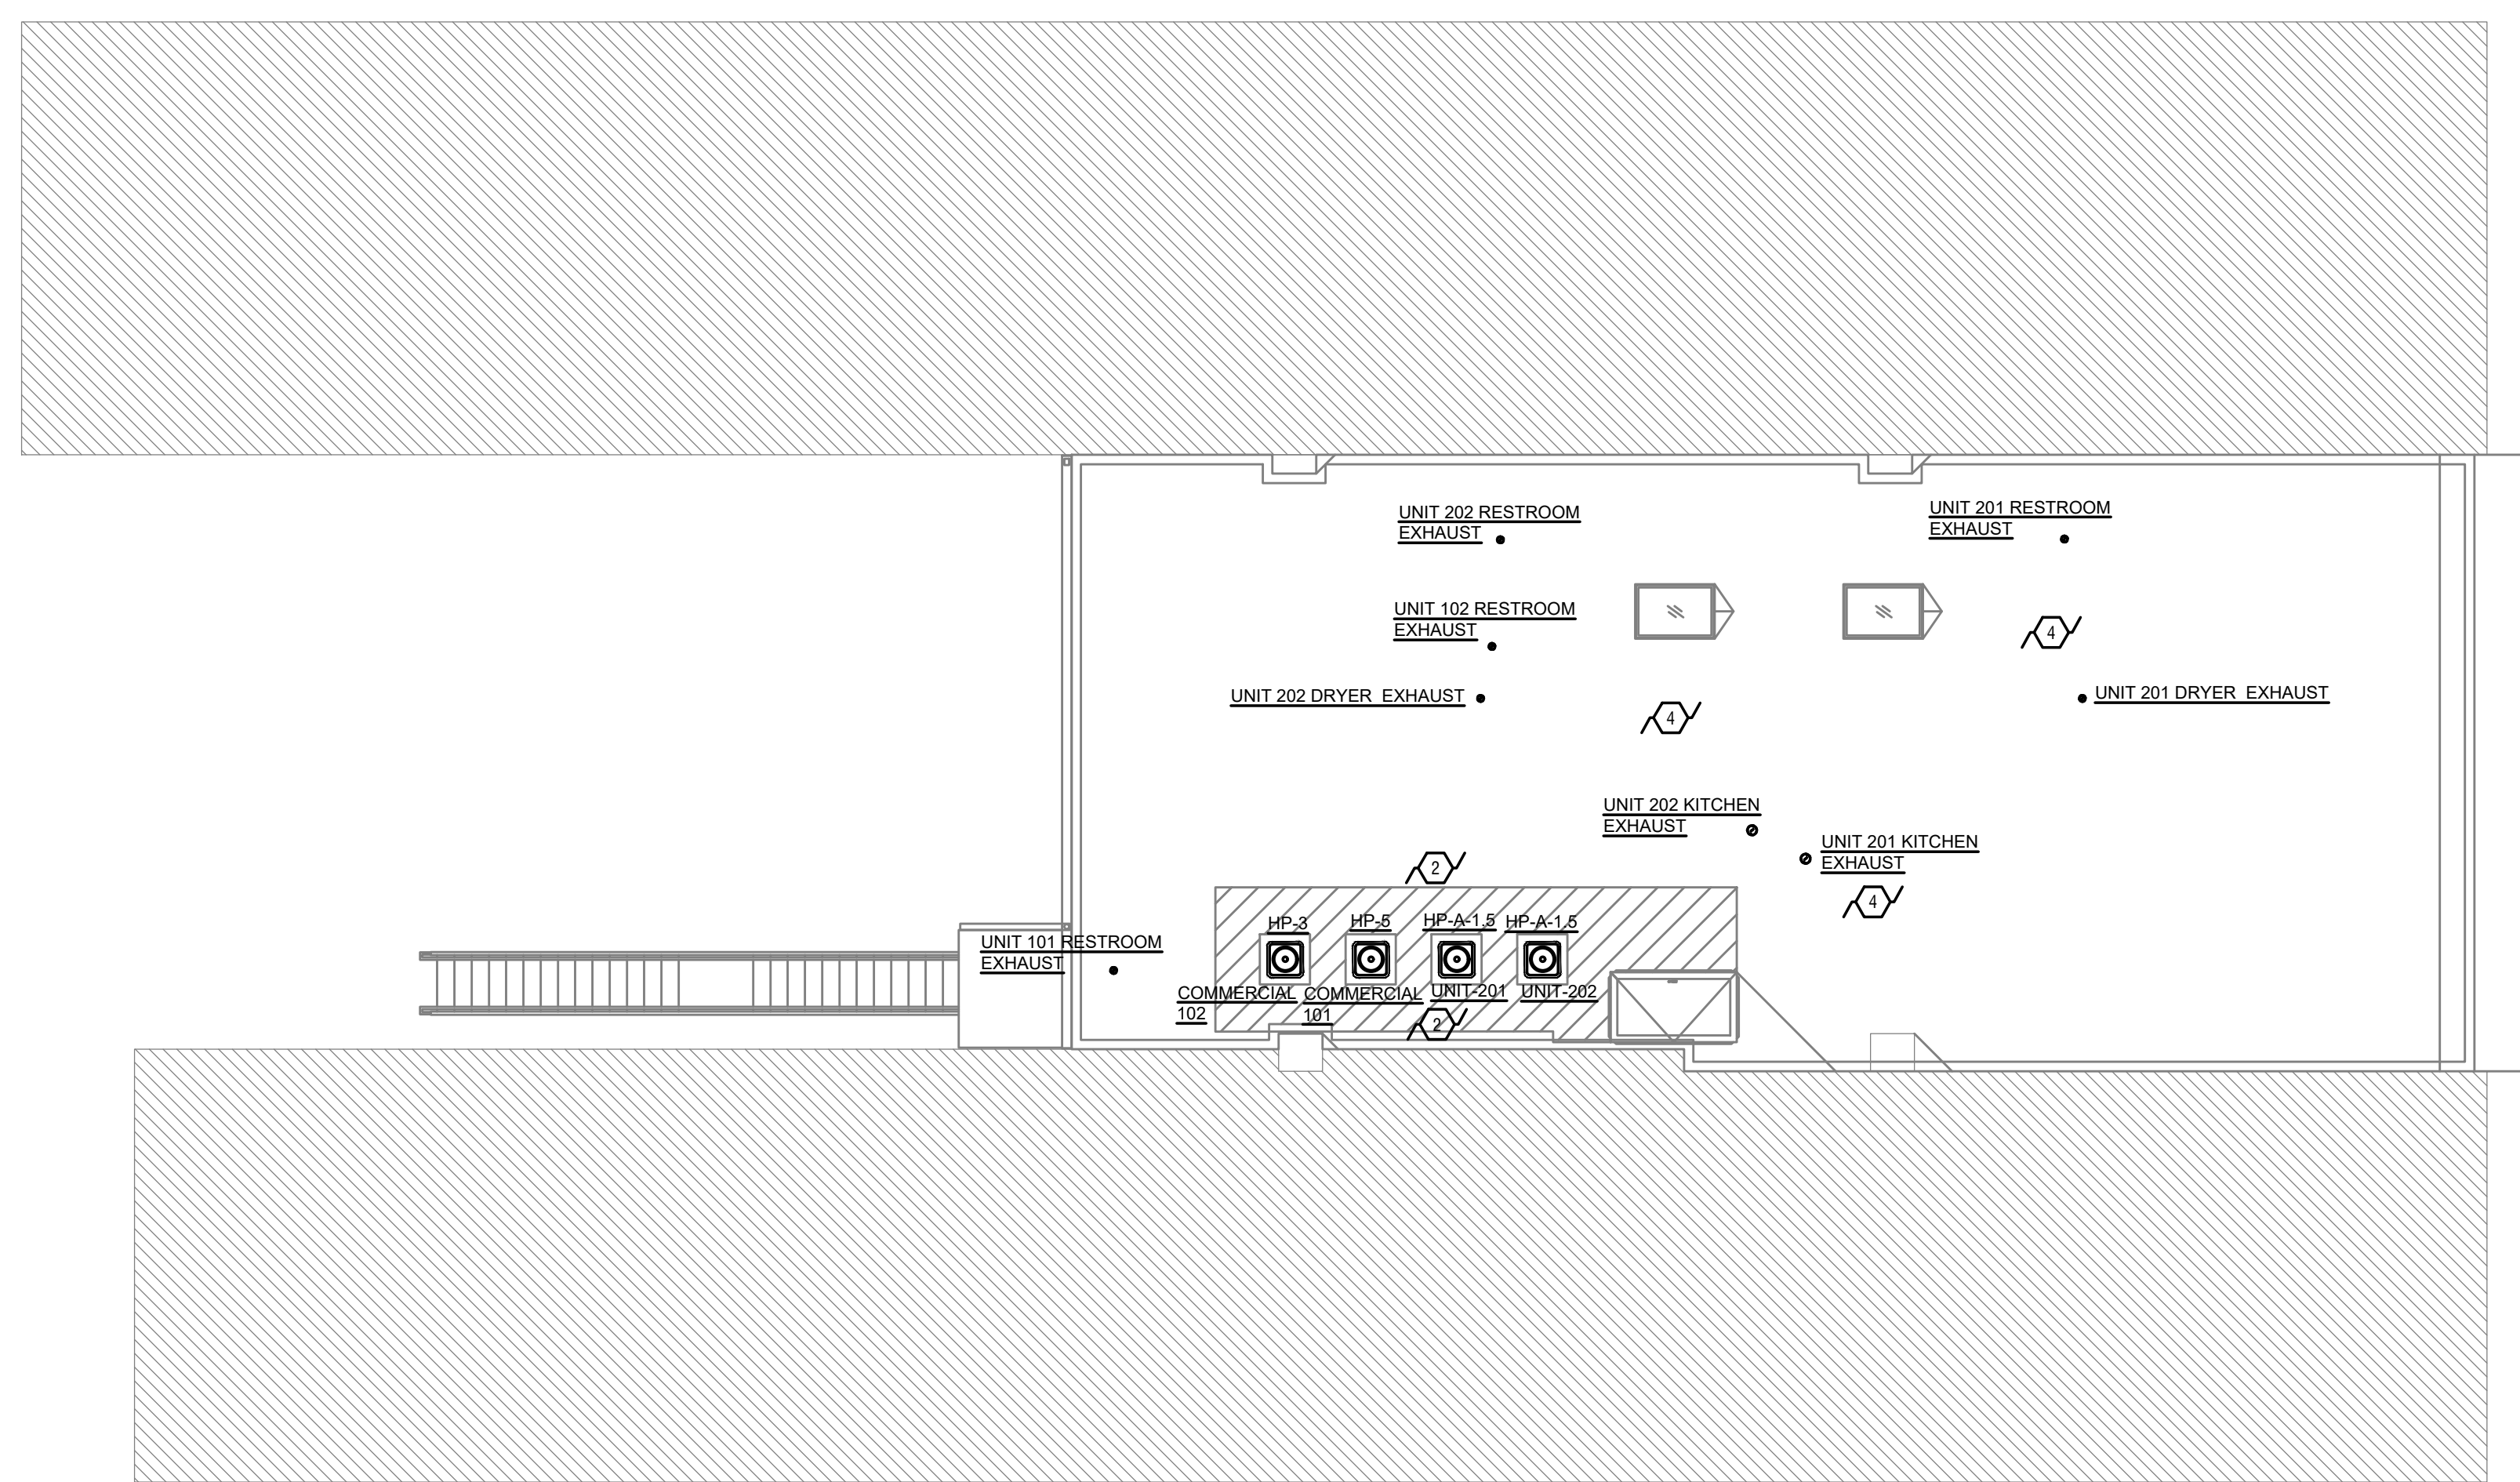 UNIT 202 RESTROOM
EXHAUST
UNIT 201 RESTROOM
EXHAUST
UNIT 102 RESTROOM
EXHAUST
4
UNIT 202 DRYER  EXHAUST
UNIT 201 DRYER  EXHAUST
4
UNIT 202 KITCHEN
EXHAUST
UNIT 201 KITCHEN
EXHAUST
2
4
HP-3
HP-5
HP-A-1.5
HP-A-1.5
UNIT 101 RESTROOM
EXHAUST
COMMERCIAL
102
COMMERCIAL
101
UNIT-201
UNIT-202
2